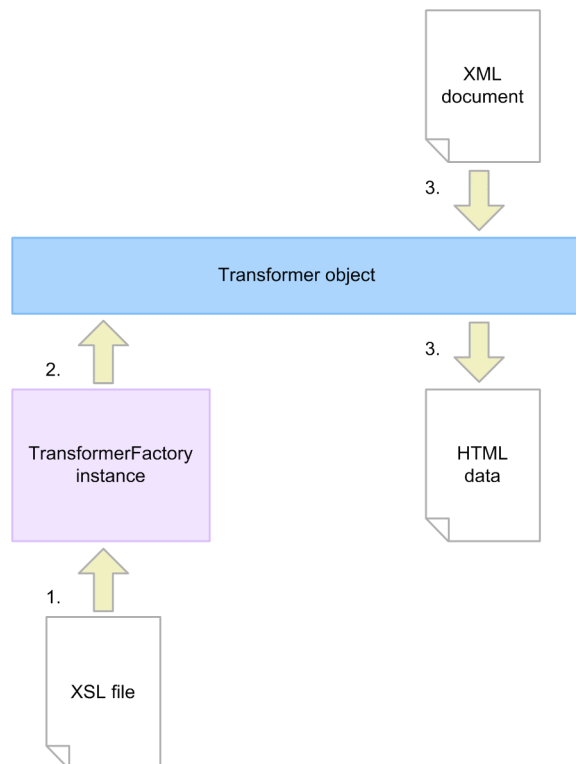 XML
document
3.
Transformer object
2.
3.
TransformerFactory
instance
HTML
data
1.
XSL file